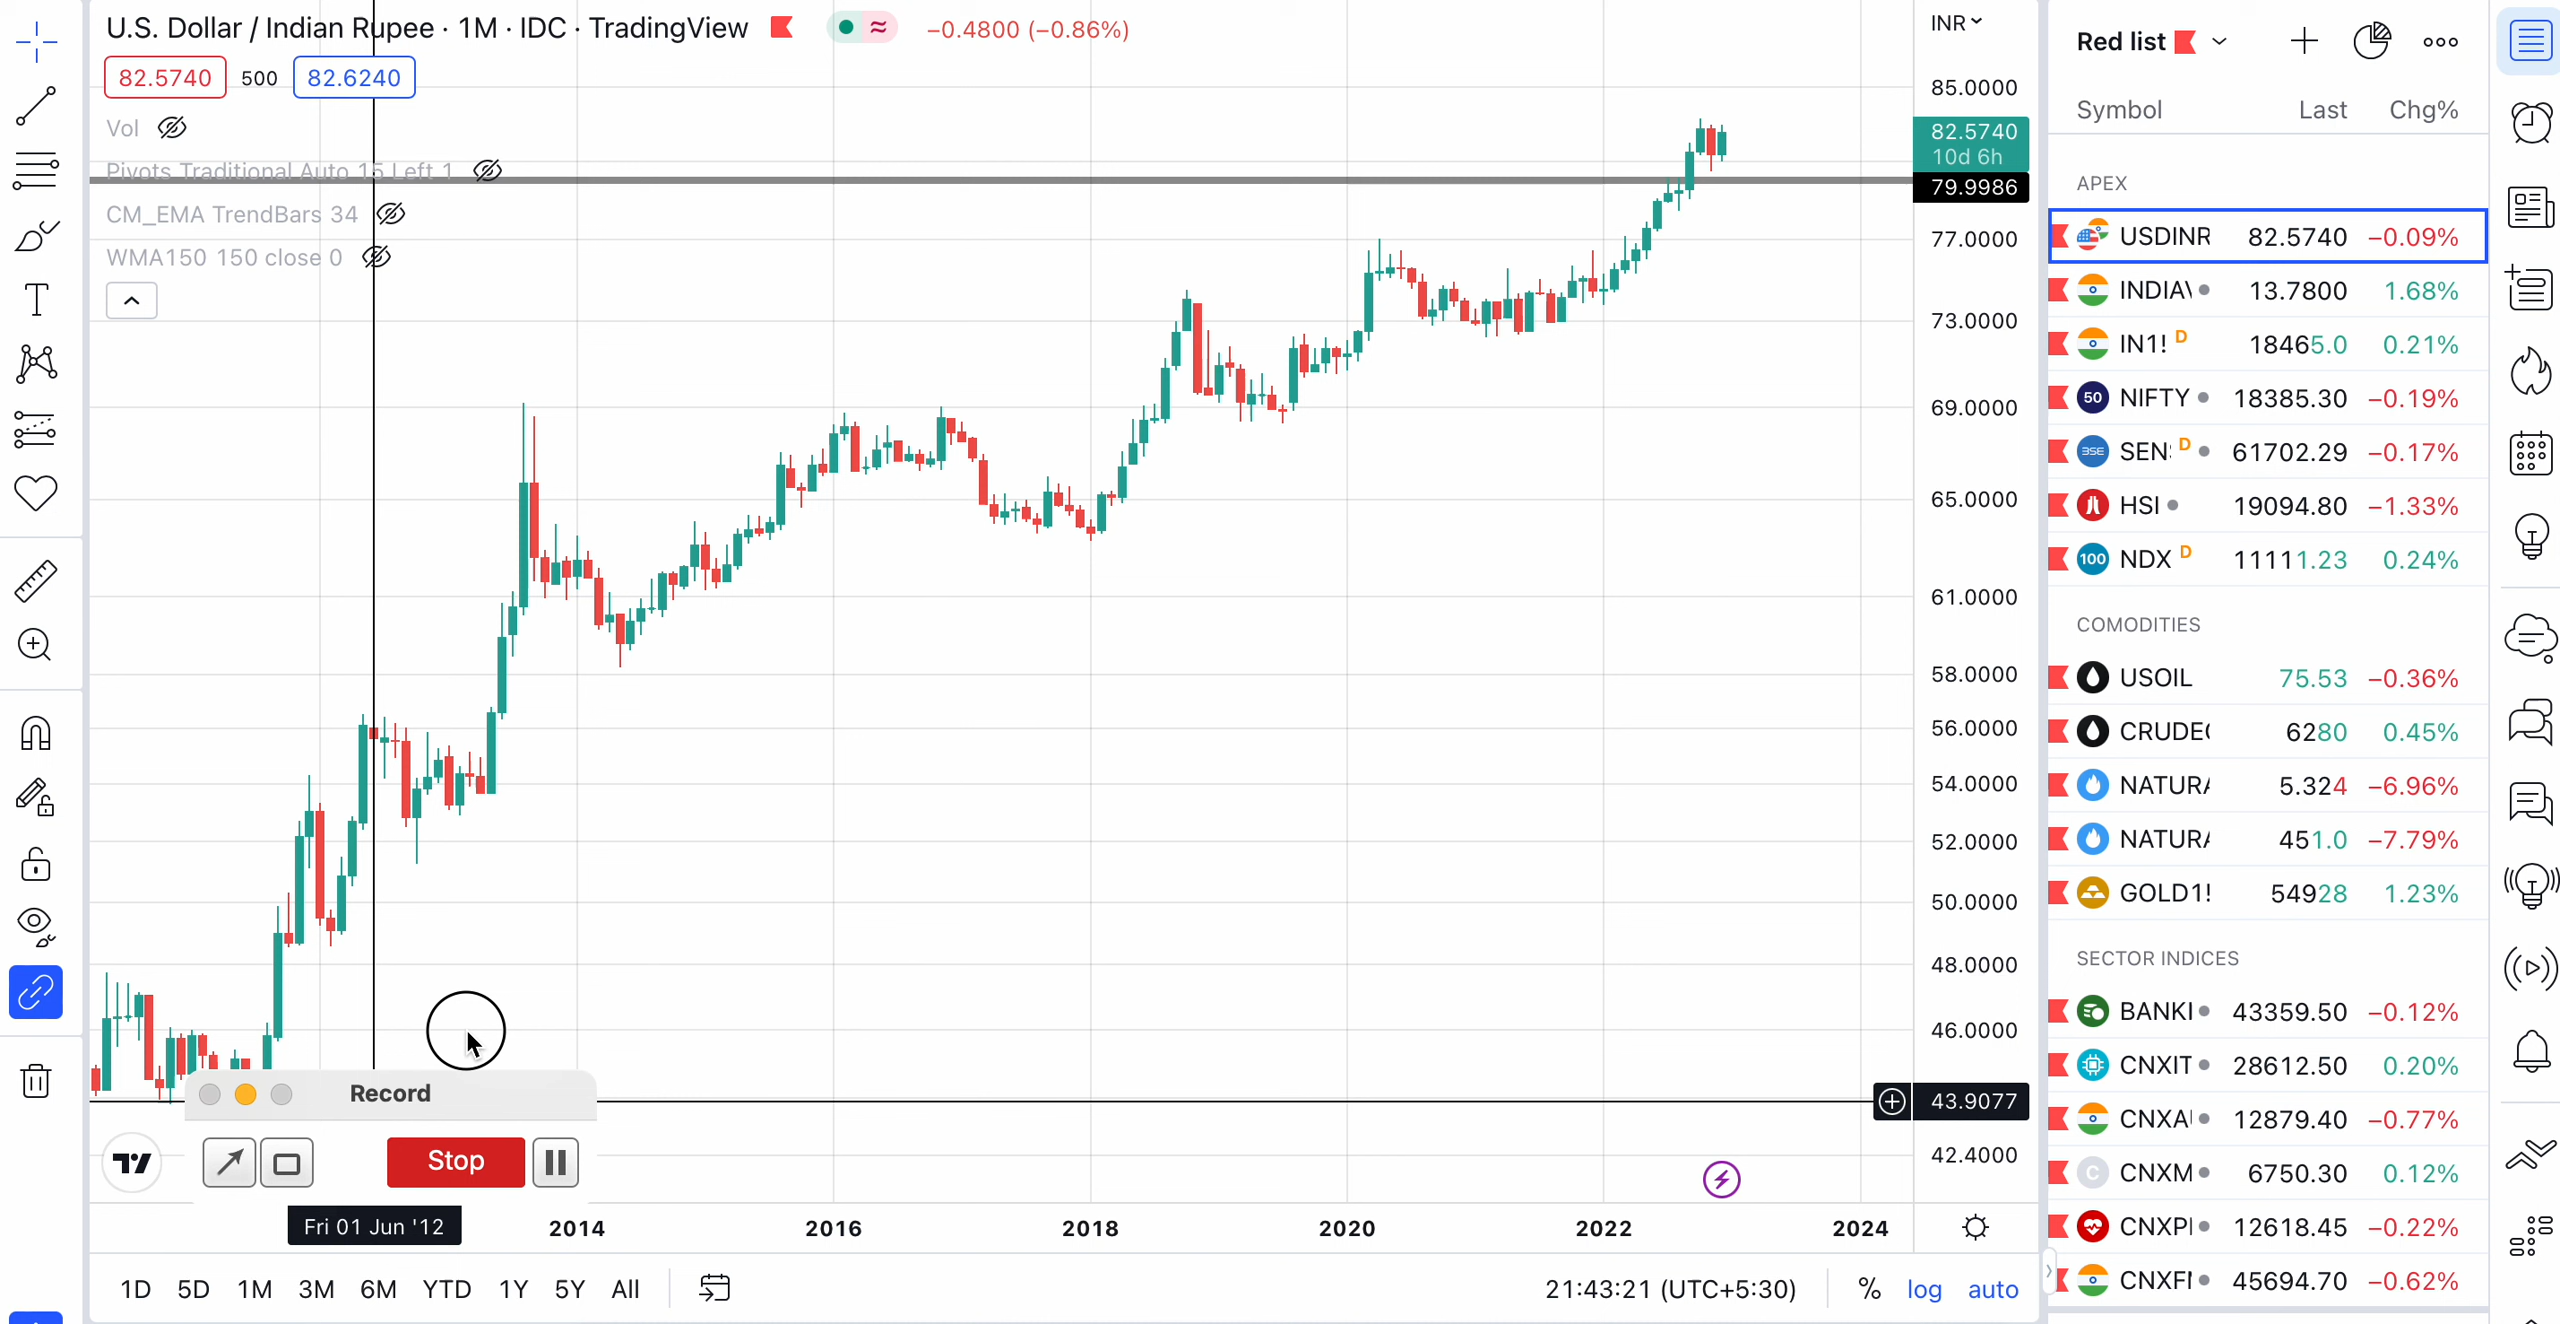 U.S. Dollar / Indian Rupee · 1M · IDC · TradingView −0.4800 (−0.86%)
82.5740 500 82.6240
Vol
Pivots Traditional Auto 15 Left 1
CM_EMA TrendBars 34
WMA150 150 close 0
INR
85.0000
82.5740
10d 6h
79.9986
77.0000
73.0000
69.0000
65.0000
61.0000
58.0000
56.0000
54.0000
52.0000
50.0000
48.0000
46.0000
43.9077
42.4000
Record
Stop
Fri 01 Jun '12 2014 2016 2018 2020 2022 2024
1D 5D 1M 3M 6M YTD 1Y 5Y All 21:43:21 (UTC+5:30) % log auto
Red list
Symbol Last Chg%
APEX
USDINR 82.5740 −0.09%
INDIA 13.7800 1.68%
IN1! D 18465.0 0.21%
50 NIFTY 18385.30 −0.19%
BSE SEN D 61702.29 −0.17%
HSI 19094.80 −1.33%
100 NDX D 11111.23 0.24%
COMODITIES
USOIL 75.53 −0.36%
CRUDE 6280 0.45%
NATUR 5.324 −6.96%
NATUR 451.0 −7.79%
GOLD1! 54928 1.23%
SECTOR INDICES
BANK 43359.50 −0.12%
CNXIT 28612.50 0.20%
CNXA 12879.40 −0.77%
C CNXM 6750.30 0.12%
CNXP 12618.45 −0.22%
CNXF 45694.70 −0.62%